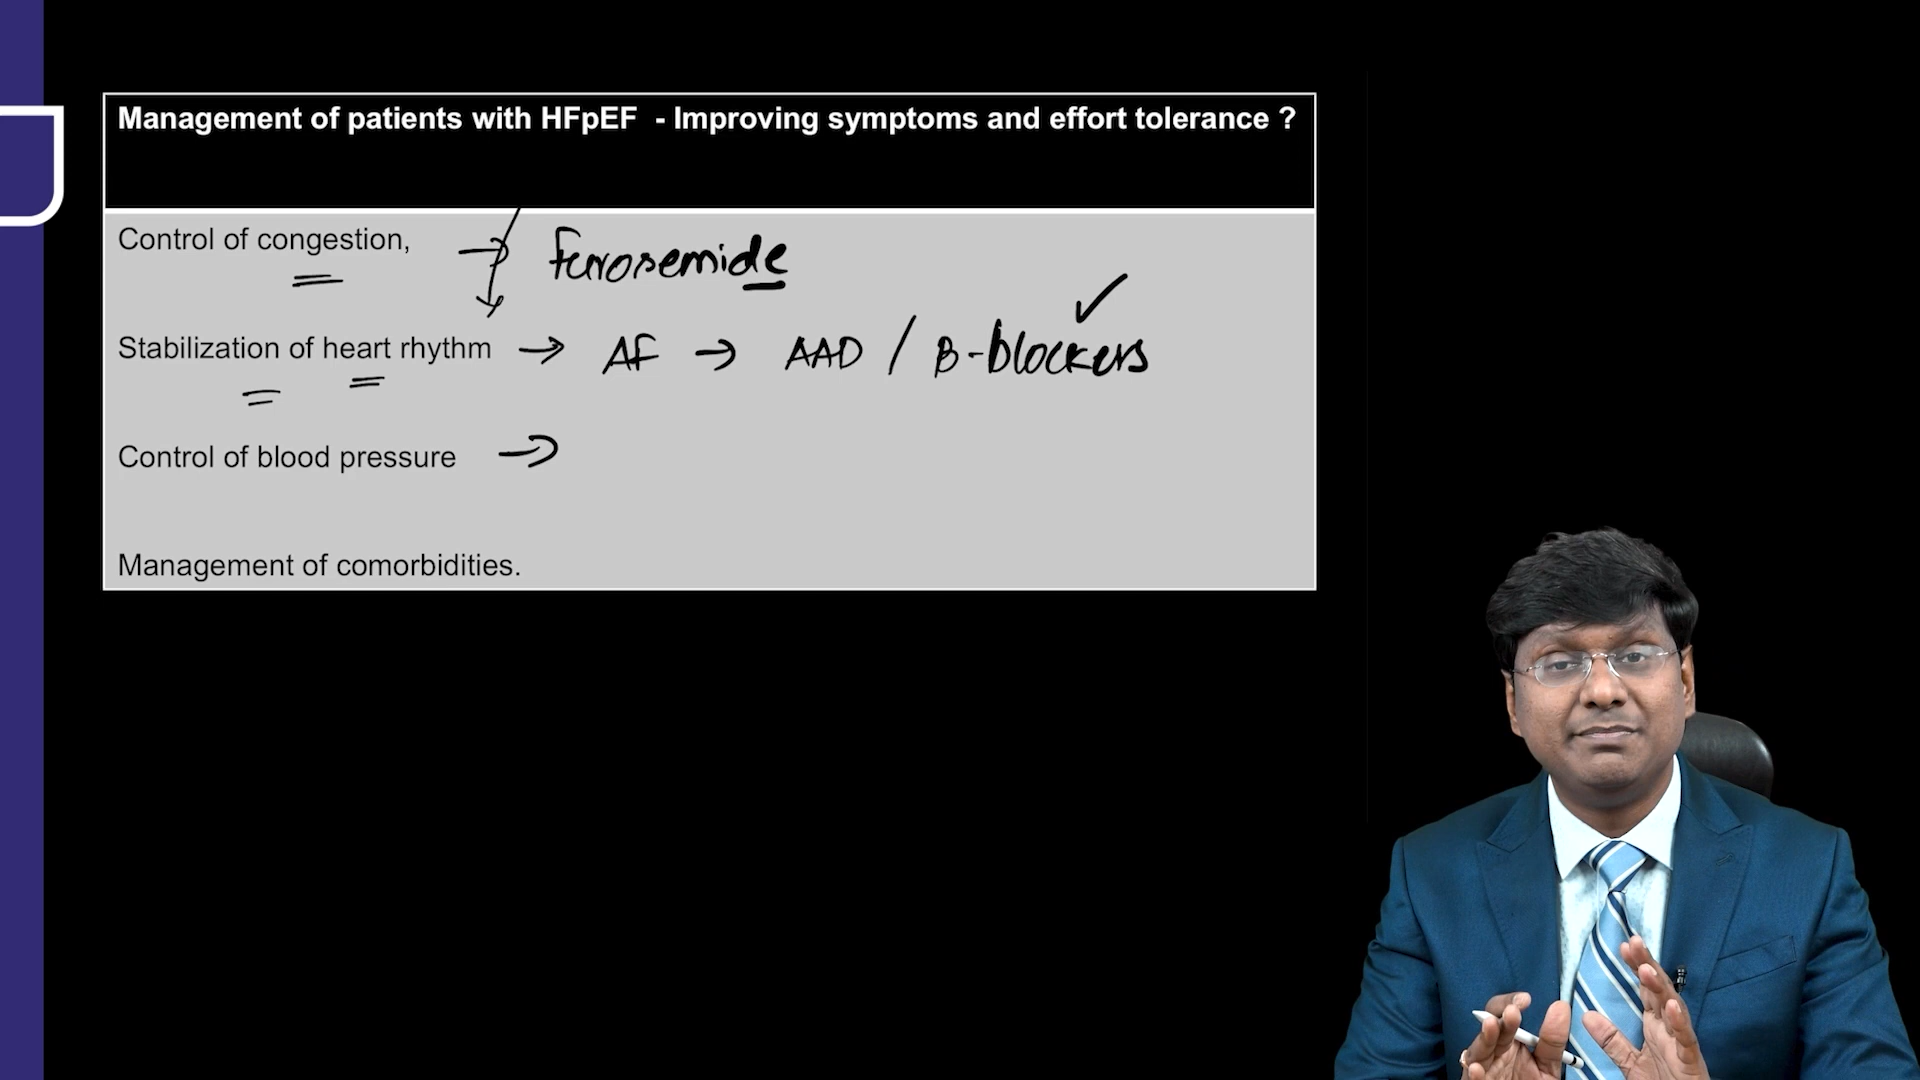 Management of patients with HFpEF - Improving symptoms and effort tolerance ?
Control of congestion, → Furosemide
Stabilization of heart rhythm → AF → AAD / B-blockers ✓
Control of blood pressure →
Management of comorbidities.